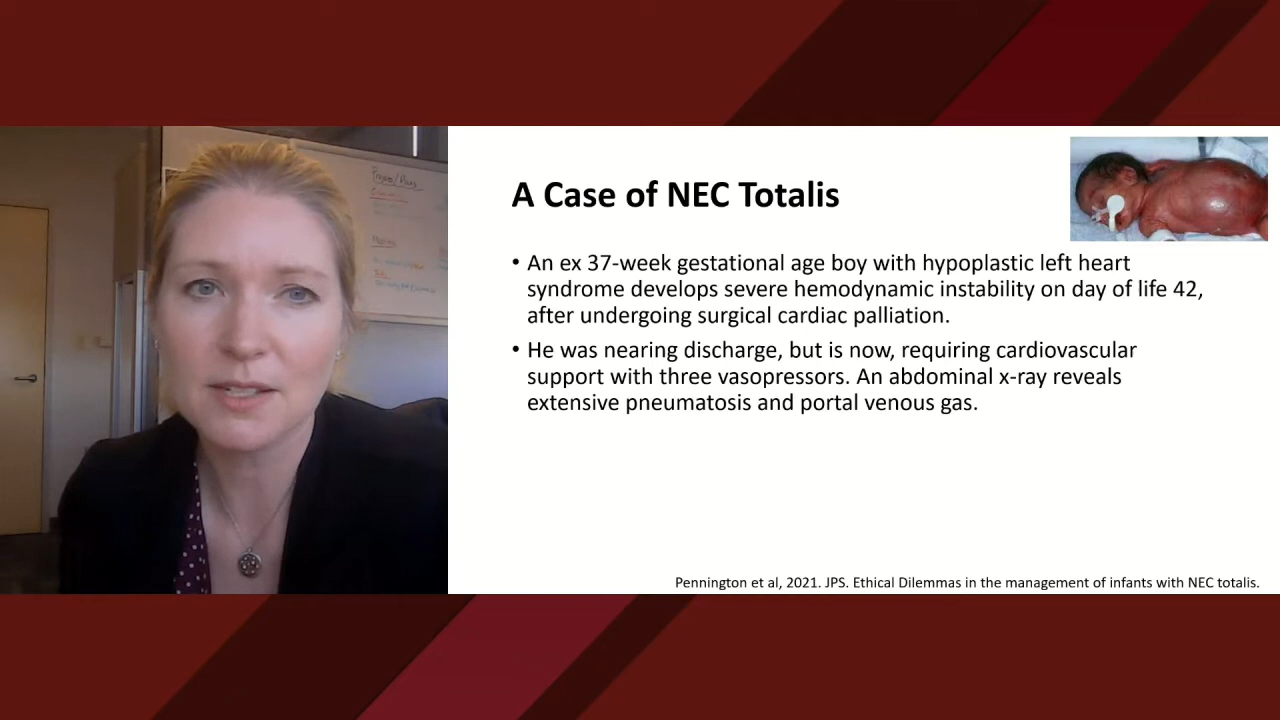 Projects/Plans
A Case of NEC Totalis
• An ex 37-week gestational age boy with hypoplastic left heart
syndrome develops severe hemodynamic instability on day of life 42,
after undergoing surgical cardiac palliation.
• He was nearing discharge, but is now, requiring cardiovascular
support with three vasopressors. An abdominal x-ray reveals
extensive pneumatosis and portal venous gas.
Pennington et al, 2021. JPS. Ethical Dilemmas in the management of infants with NEC totalis.